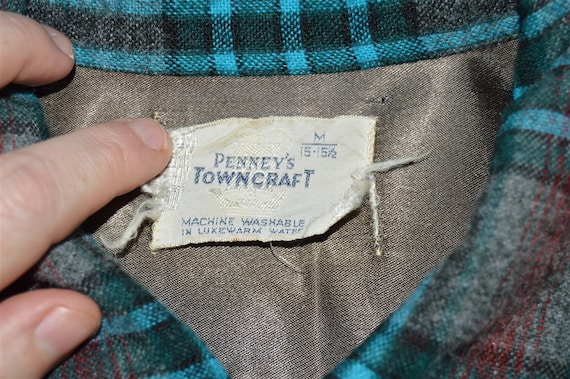 M
15-15½
PENNEY'S
TOWNCRAFT
MACHINE WASHABLE
IN LUKEWARM WATER